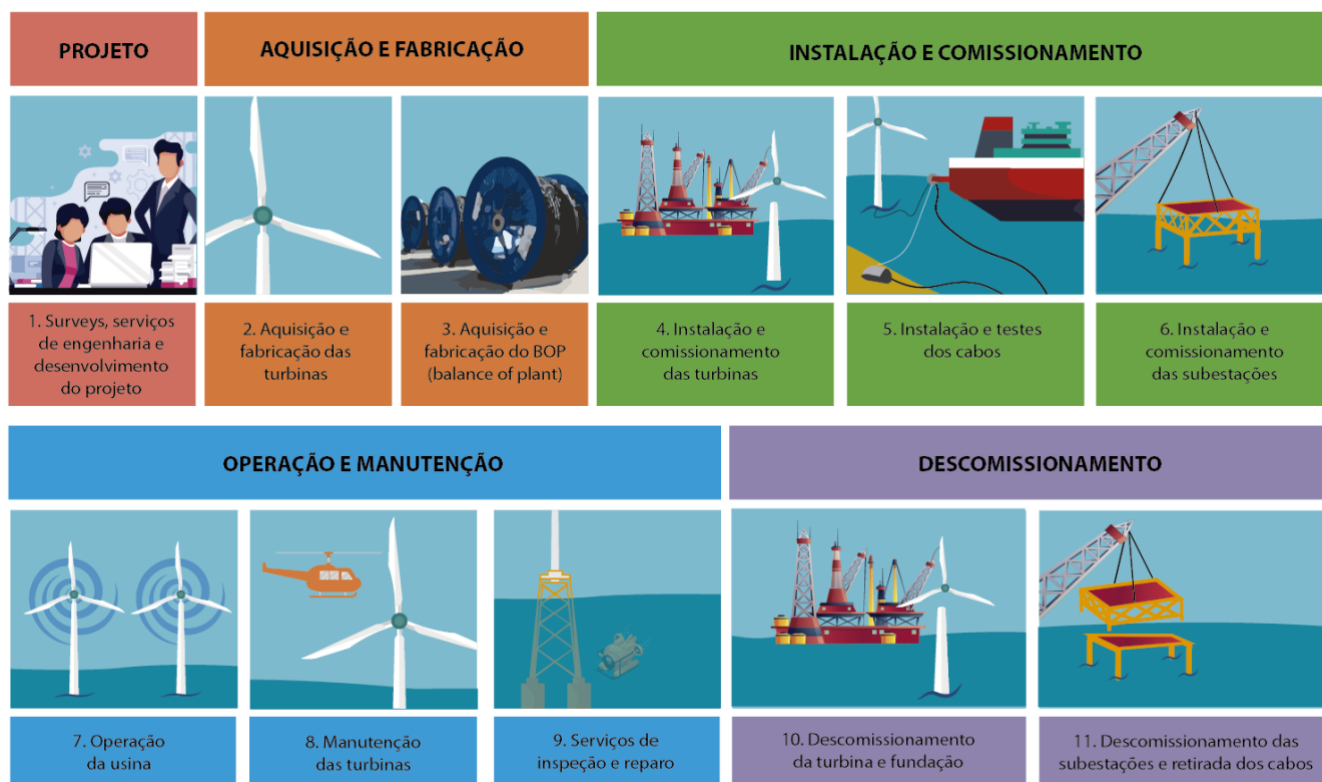 PROJETO
AQUISIÇÃO E FABRICAÇÃO
INSTALAÇÃO E COMISSIONAMENTO
1. Surveys, serviços
de engenharia e
desenvolvimento
do projeto
2. Aquisição e
fabricação das
turbinas
3. Aquisição e
fabricação do BOP
(balance of plant)
4. Instalação e
comissionamento
das turbinas
5. Instalação e testes
dos cabos
6. Instalação e
comissionamento
das subestações
OPERAÇÃO E MANUTENÇÃO
DESCOMISSIONAMENTO
7. Operação
da usina
8. Manutenção
das turbinas
9. Serviços de
inspeção e reparo
10. Descomissionamento
da turbina e fundação
11. Descomissionamento das
subestações e retirada dos cabos